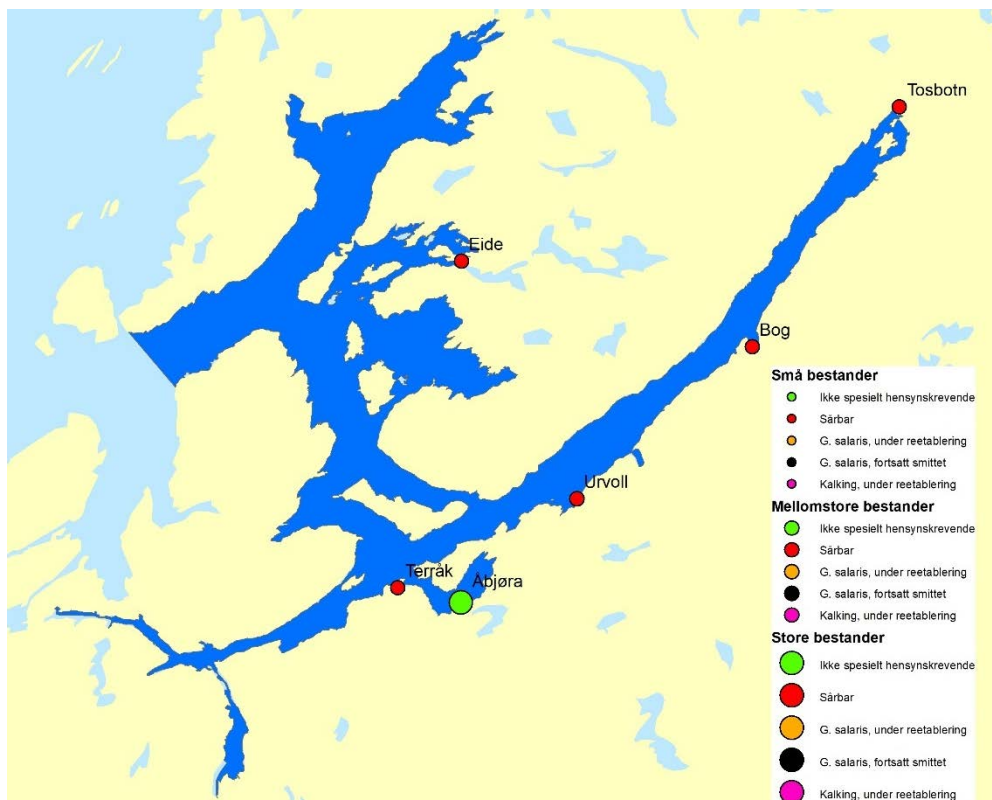 Tosbotn
Eide
Bog
Urvoll
Terråk
Åbjøra
Små bestander
Ikke spesielt hensynskrevende
Sårbar
G. salaris, under reetablering
G. salaris, fortsatt smittet
Kalking, under reetablering
Mellomstore bestander
Ikke spesielt hensynskrevende
Sårbar
G. salaris, under reetablering
G. salaris, fortsatt smittet
Kalking, under reetablering
Store bestander
Ikke spesielt hensynskrevende
Sårbar
G. salaris, under reetablering
G. salaris, fortsatt smittet
Kalking, under reetablering